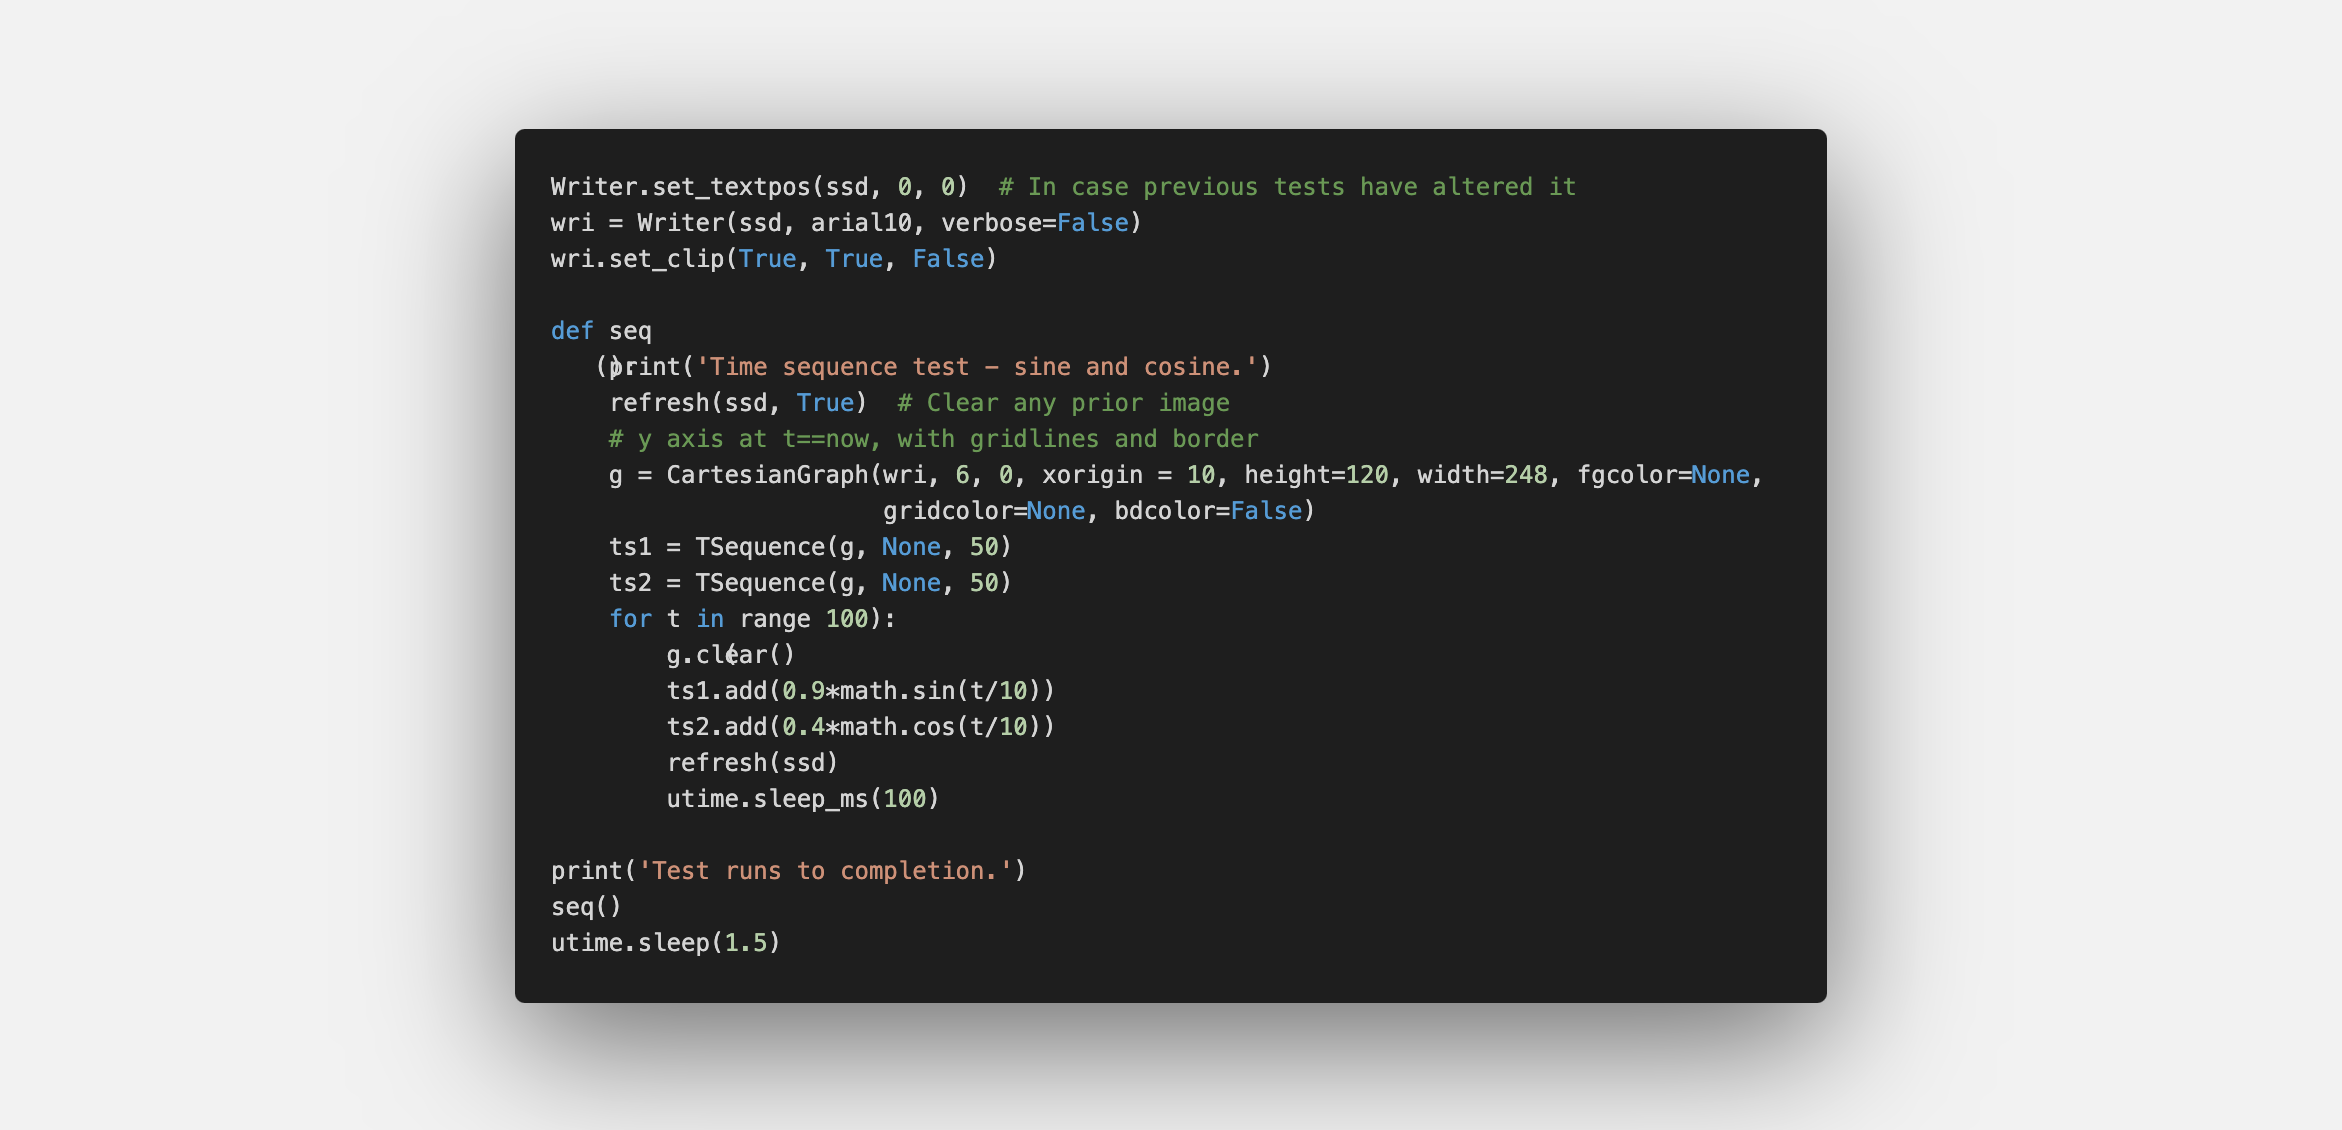 Writer.set_textpos(ssd, 0, 0)  # In case previous tests have altered it
wri = Writer(ssd, arial10, verbose=False)
wri.set_clip(True, True, False)

def seq
   ():print('Time sequence test – sine and cosine.')
    refresh(ssd, True)  # Clear any prior image
    # y axis at t==now, with gridlines and border
    g = CartesianGraph(wri, 6, 0, xorigin = 10, height=120, width=248, fgcolor=None,
                       gridcolor=None, bdcolor=False)
    ts1 = TSequence(g, None, 50)
    ts2 = TSequence(g, None, 50)
    for t in range 100):
        g.cl(ear()
        ts1.add(0.9*math.sin(t/10))
        ts2.add(0.4*math.cos(t/10))
        refresh(ssd)
        utime.sleep_ms(100)

print('Test runs to completion.')
seq()
utime.sleep(1.5)